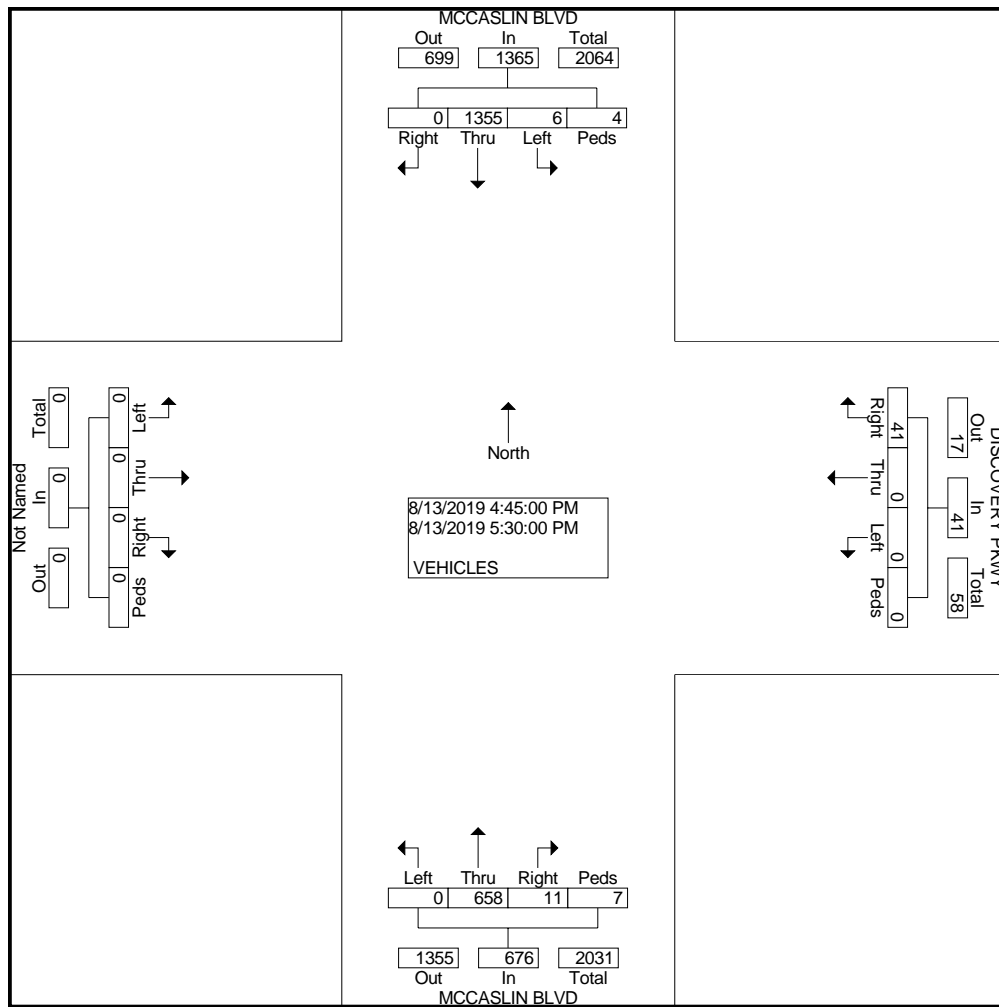 MCCASLIN BLVD
Out In Total
699 1365 2064
0 1355 6 4
Right Thru Left Peds
Not Named
Total In Out
0 0 0
0 0 0 0
Left Thru Right Peds
North
8/13/2019 4:45:00 PM
8/13/2019 5:30:00 PM
VEHICLES
Right Thru Left Peds
41 0 0 0
17 41 58
Out In Total
DISCOVERY PKWY
Left Thru Right Peds
0 658 11 7
1355 676 2031
Out In Total
MCCASLIN BLVD